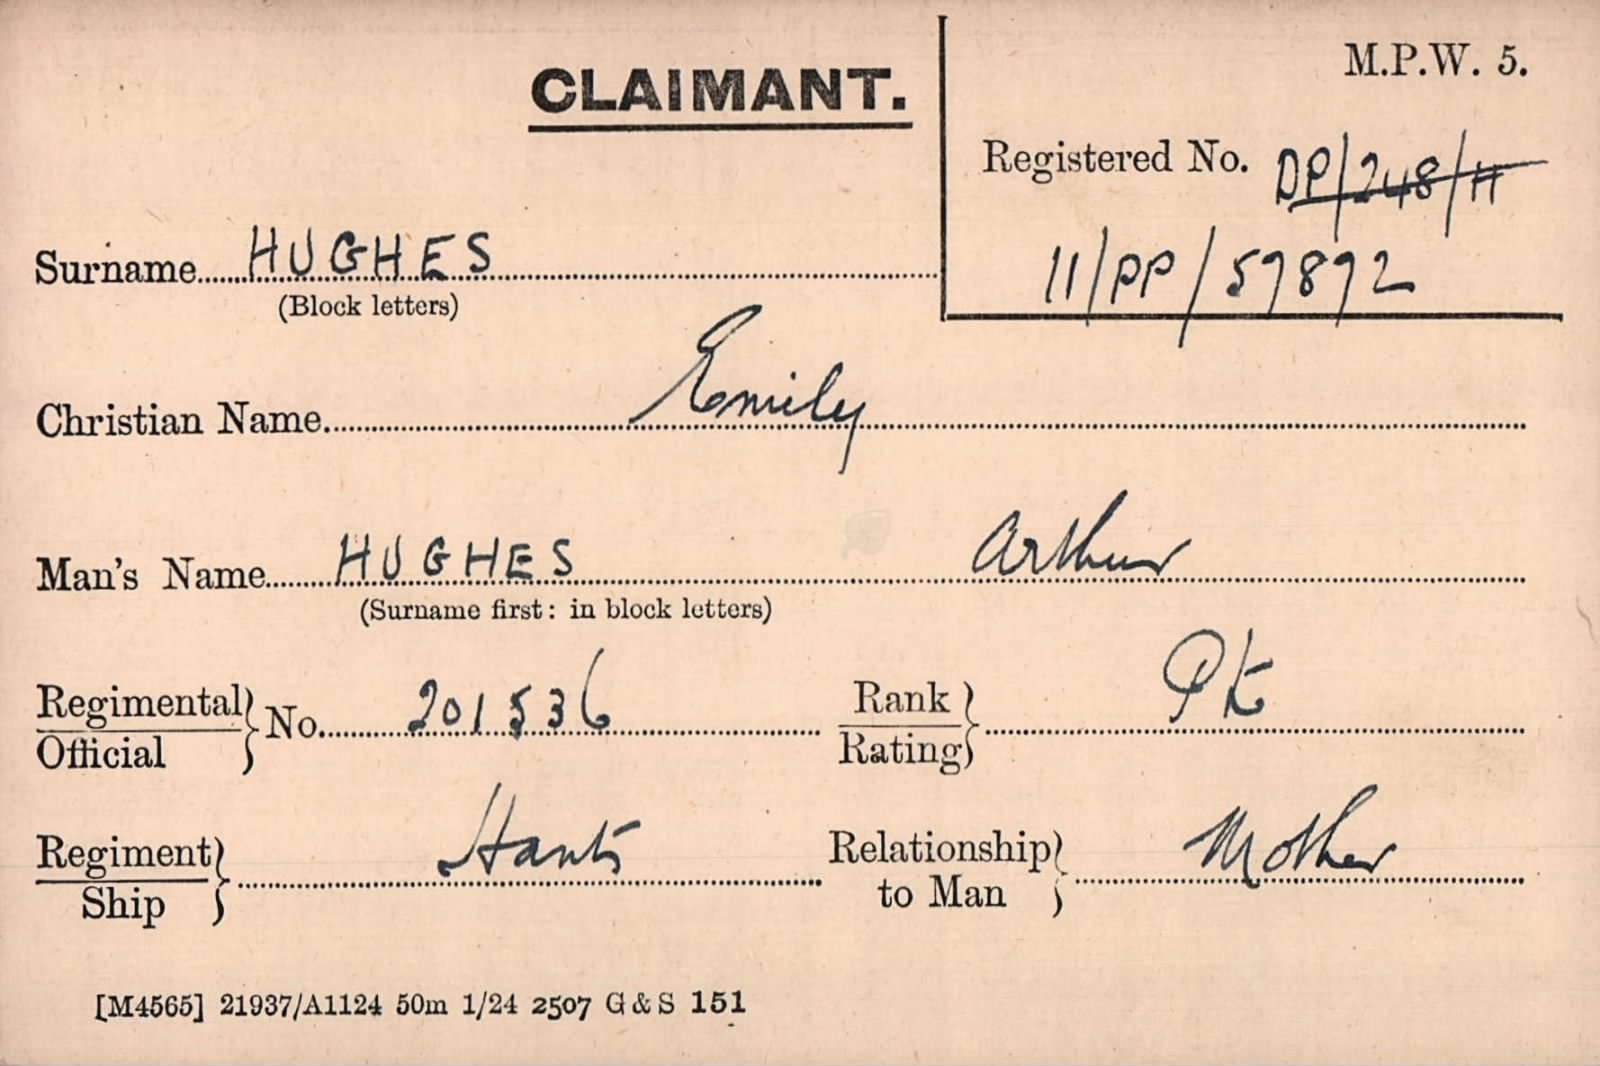 M.P.W. 5.
CLAIMANT.
Registered No. DP/248/H
11/PP/59892
Surname HUGHES
(Block letters)
Christian Name Emily
Man's Name HUGHES Arthur
(Surname first: in block letters)
Regimental
Official } No. 201536
Rank
Rating } Pte
Regiment
Ship } Hants
Relationship
to Man } Mother
[M4565] 21937/A1124 50m 1/24 2507 G & S 151